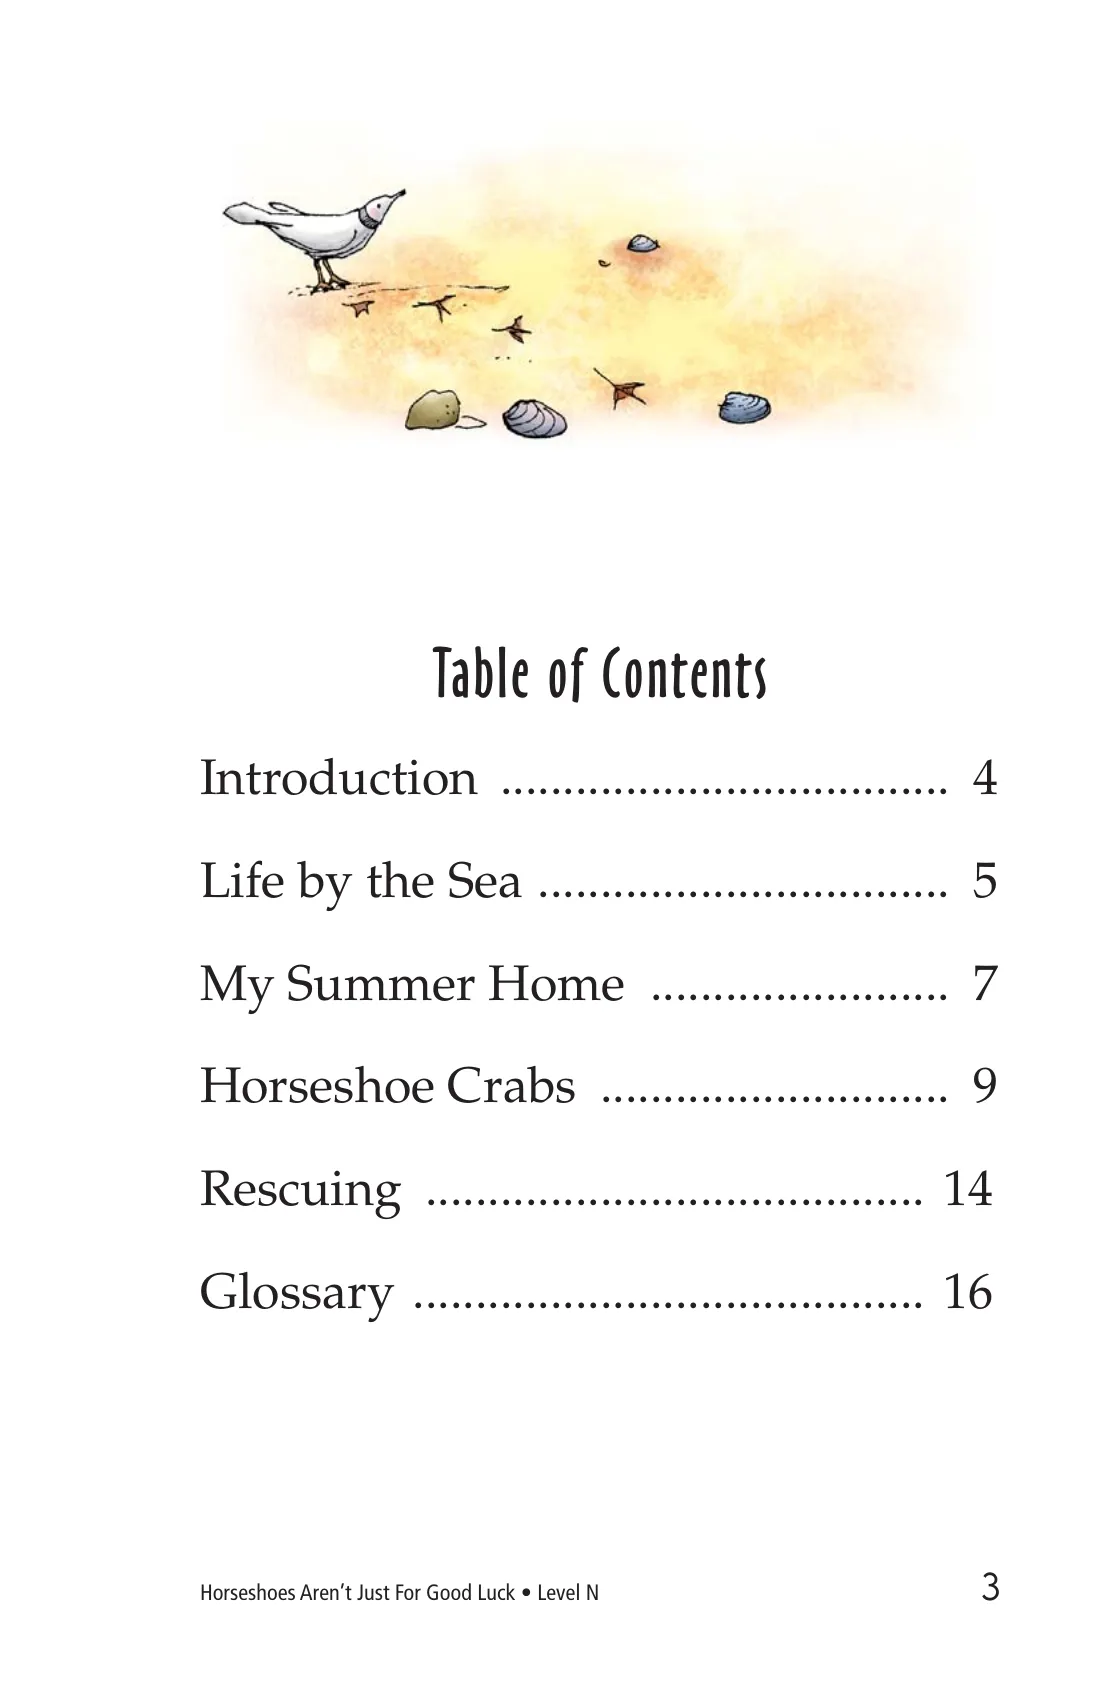 Table of Contents
Introduction .................................... 4
Life by the Sea ................................. 5
My Summer Home ........................ 7
Horseshoe Crabs ............................ 9
Rescuing ........................................ 14
Glossary ......................................... 16
Horseshoes Aren't Just For Good Luck • Level N 3